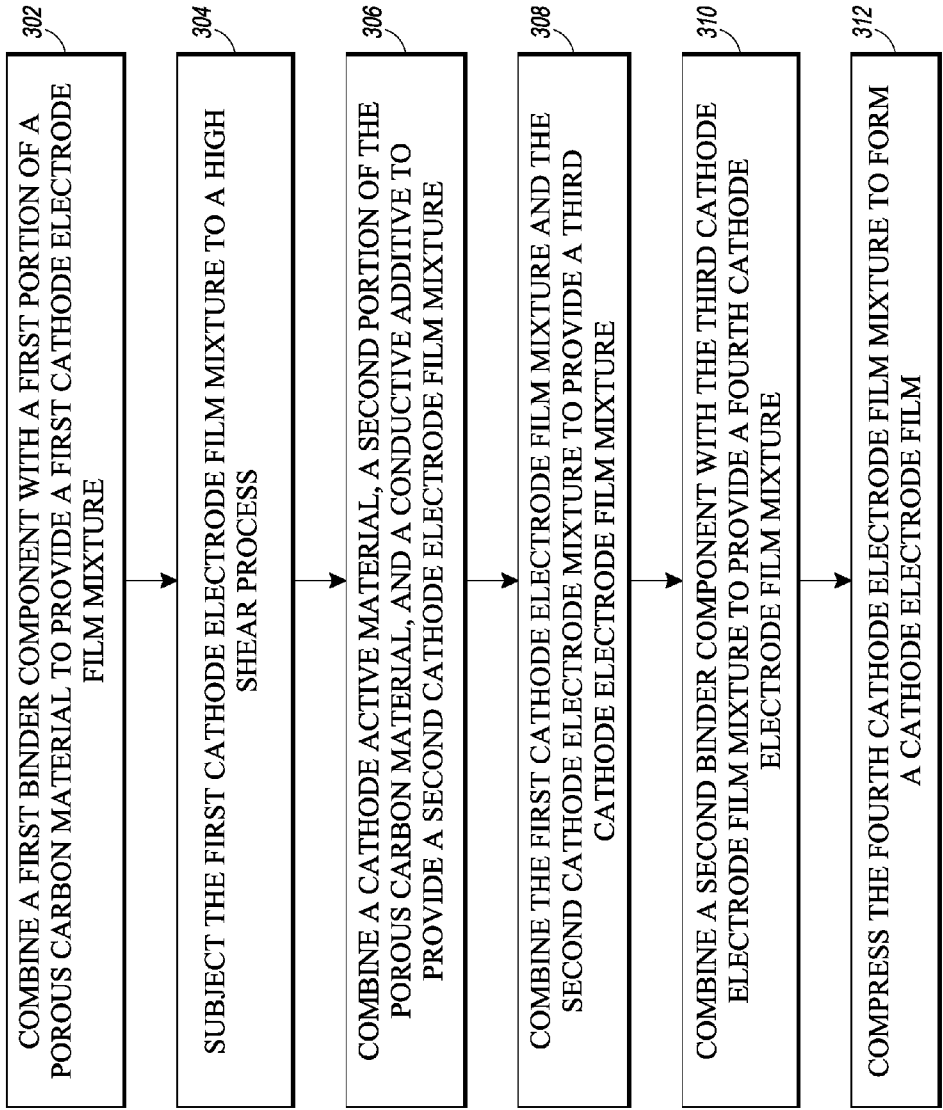 COMBINE A FIRST BINDER COMPONENT WITH A FIRST PORTION OF A
POROUS CARBON MATERIAL TO PROVIDE A FIRST CATHODE ELECTRODE
FILM MIXTURE
302
SUBJECT THE FIRST CATHODE ELECTRODE FILM MIXTURE TO A HIGH
SHEAR PROCESS
304
COMBINE A CATHODE ACTIVE MATERIAL, A SECOND PORTION OF THE
POROUS CARBON MATERIAL, AND A CONDUCTIVE ADDITIVE TO
PROVIDE A SECOND CATHODE ELECTRODE FILM MIXTURE
306
COMBINE THE FIRST CATHODE ELECTRODE FILM MIXTURE AND THE
SECOND CATHODE ELECTRODE MIXTURE TO PROVIDE A THIRD
CATHODE ELECTRODE FILM MIXTURE
308
COMBINE A SECOND BINDER COMPONENT WITH THE THIRD CATHODE
ELECTRODE FILM MIXTURE TO PROVIDE A FOURTH CATHODE
ELECTRODE FILM MIXTURE
310
COMPRESS THE FOURTH CATHODE ELECTRODE FILM MIXTURE TO FORM
A CATHODE ELECTRODE FILM
312